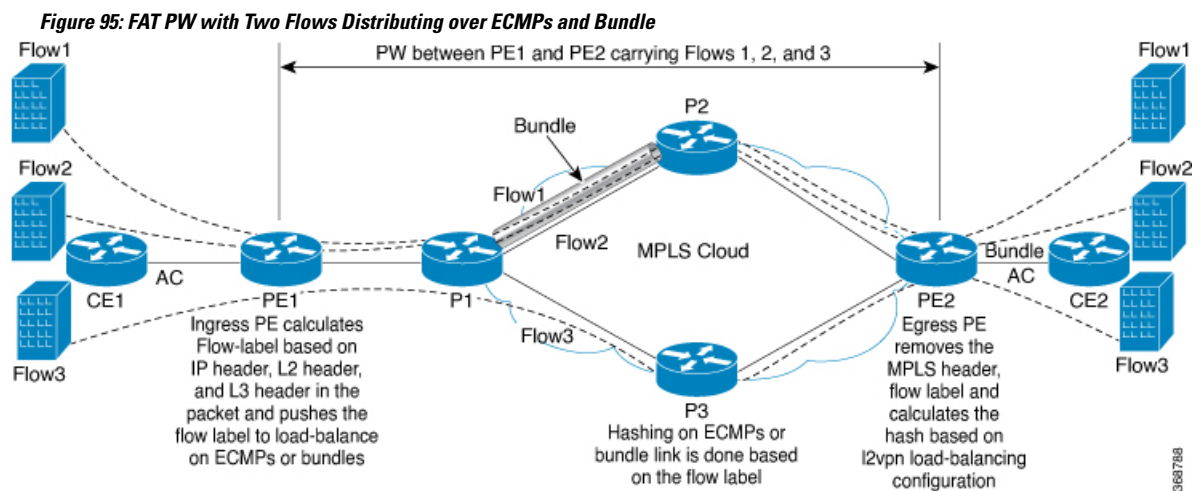 Figure 95: FAT PW with Two Flows Distributing over ECMPs and Bundle
Flow1
PW between PE1 and PE2 carrying Flows 1, 2, and 3
Flow1
P2
Bundle
Flow2
Flow1
Flow2
Flow2
MPLS Cloud
Bundle
AC
AC
CE1
PE1
P1
PE2
CE2
Flow3
Flow3
Flow3
Ingress PE calculates
Flow-label based on
IP header, L2 header,
and L3 header in the
packet and pushes the
flow label to load-balance
on ECMPs or bundles
P3
Hashing on ECMPs or
bundle link is done based
on the flow label
Egress PE
removes the
MPLS header,
flow label and
calculates the
hash based on
l2vpn load-balancing
configuration
368788